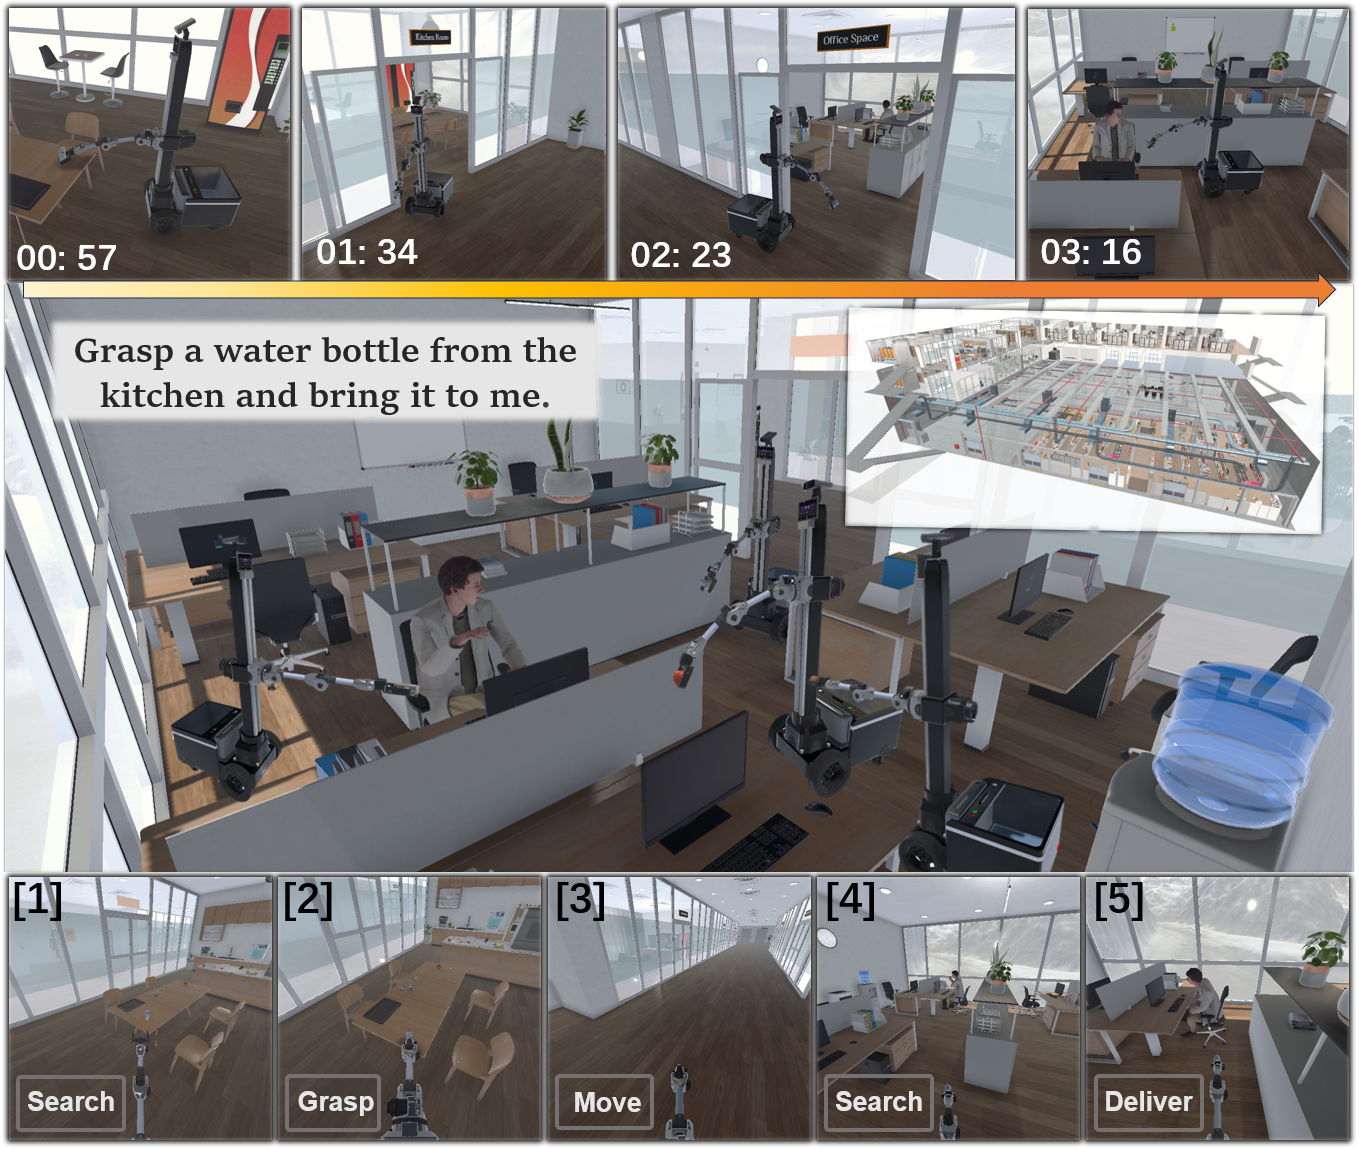 Kitchen Room
Office Space
00: 57
01: 34
02: 23
03: 16
Grasp a water bottle from the
kitchen and bring it to me.
[1]
[2]
[3]
[4]
[5]
Search
Grasp
Move
Search
Deliver